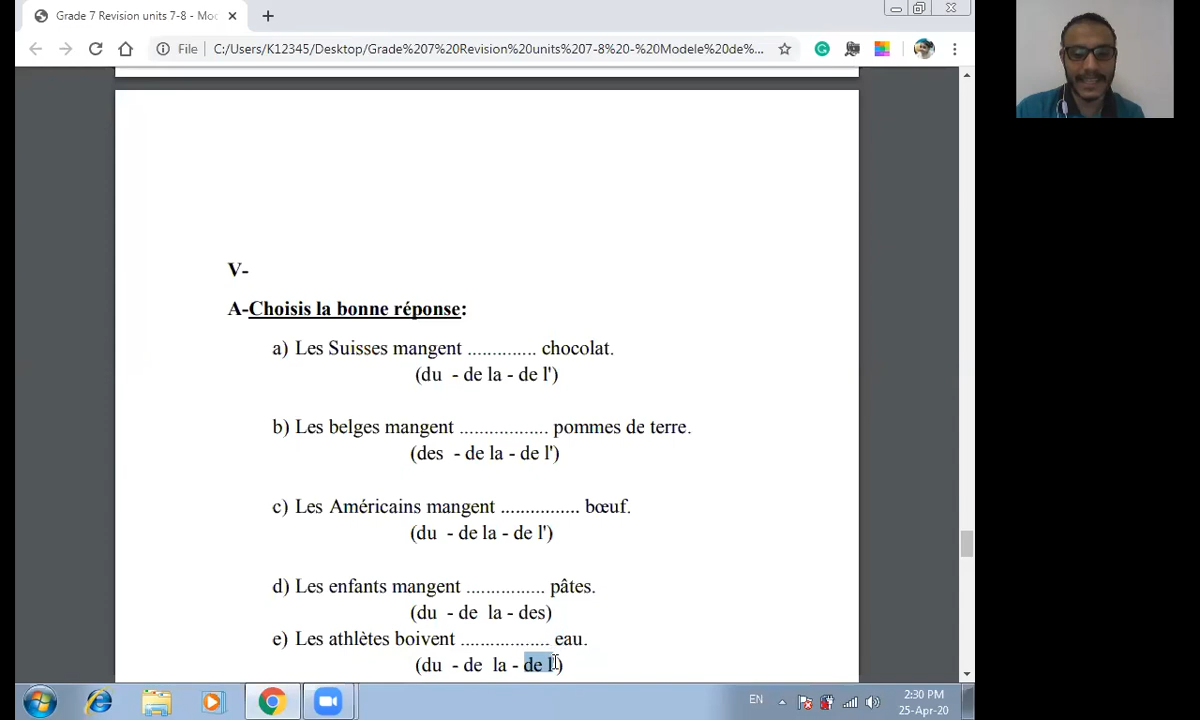 Grade 7 Revision units 7-8 - Moc
File
C:/Users/K12345/Desktop/Grade%207%20Revision%20units%207-8%20-%20Modele%20de%...
V-
A-Choisis la bonne réponse:
a) Les Suisses mangent .............. chocolat.
(du - de la - de l')
b) Les belges mangent ................. pommes de terre.
(des - de la - de l')
c) Les Américains mangent ............... bœuf.
(du - de la - de l')
d) Les enfants mangent ................ pâtes.
(du - de la - des)
e) Les athlètes boivent ................. eau.
(du - de la - de l')
EN
2:30 PM
25-Apr-20